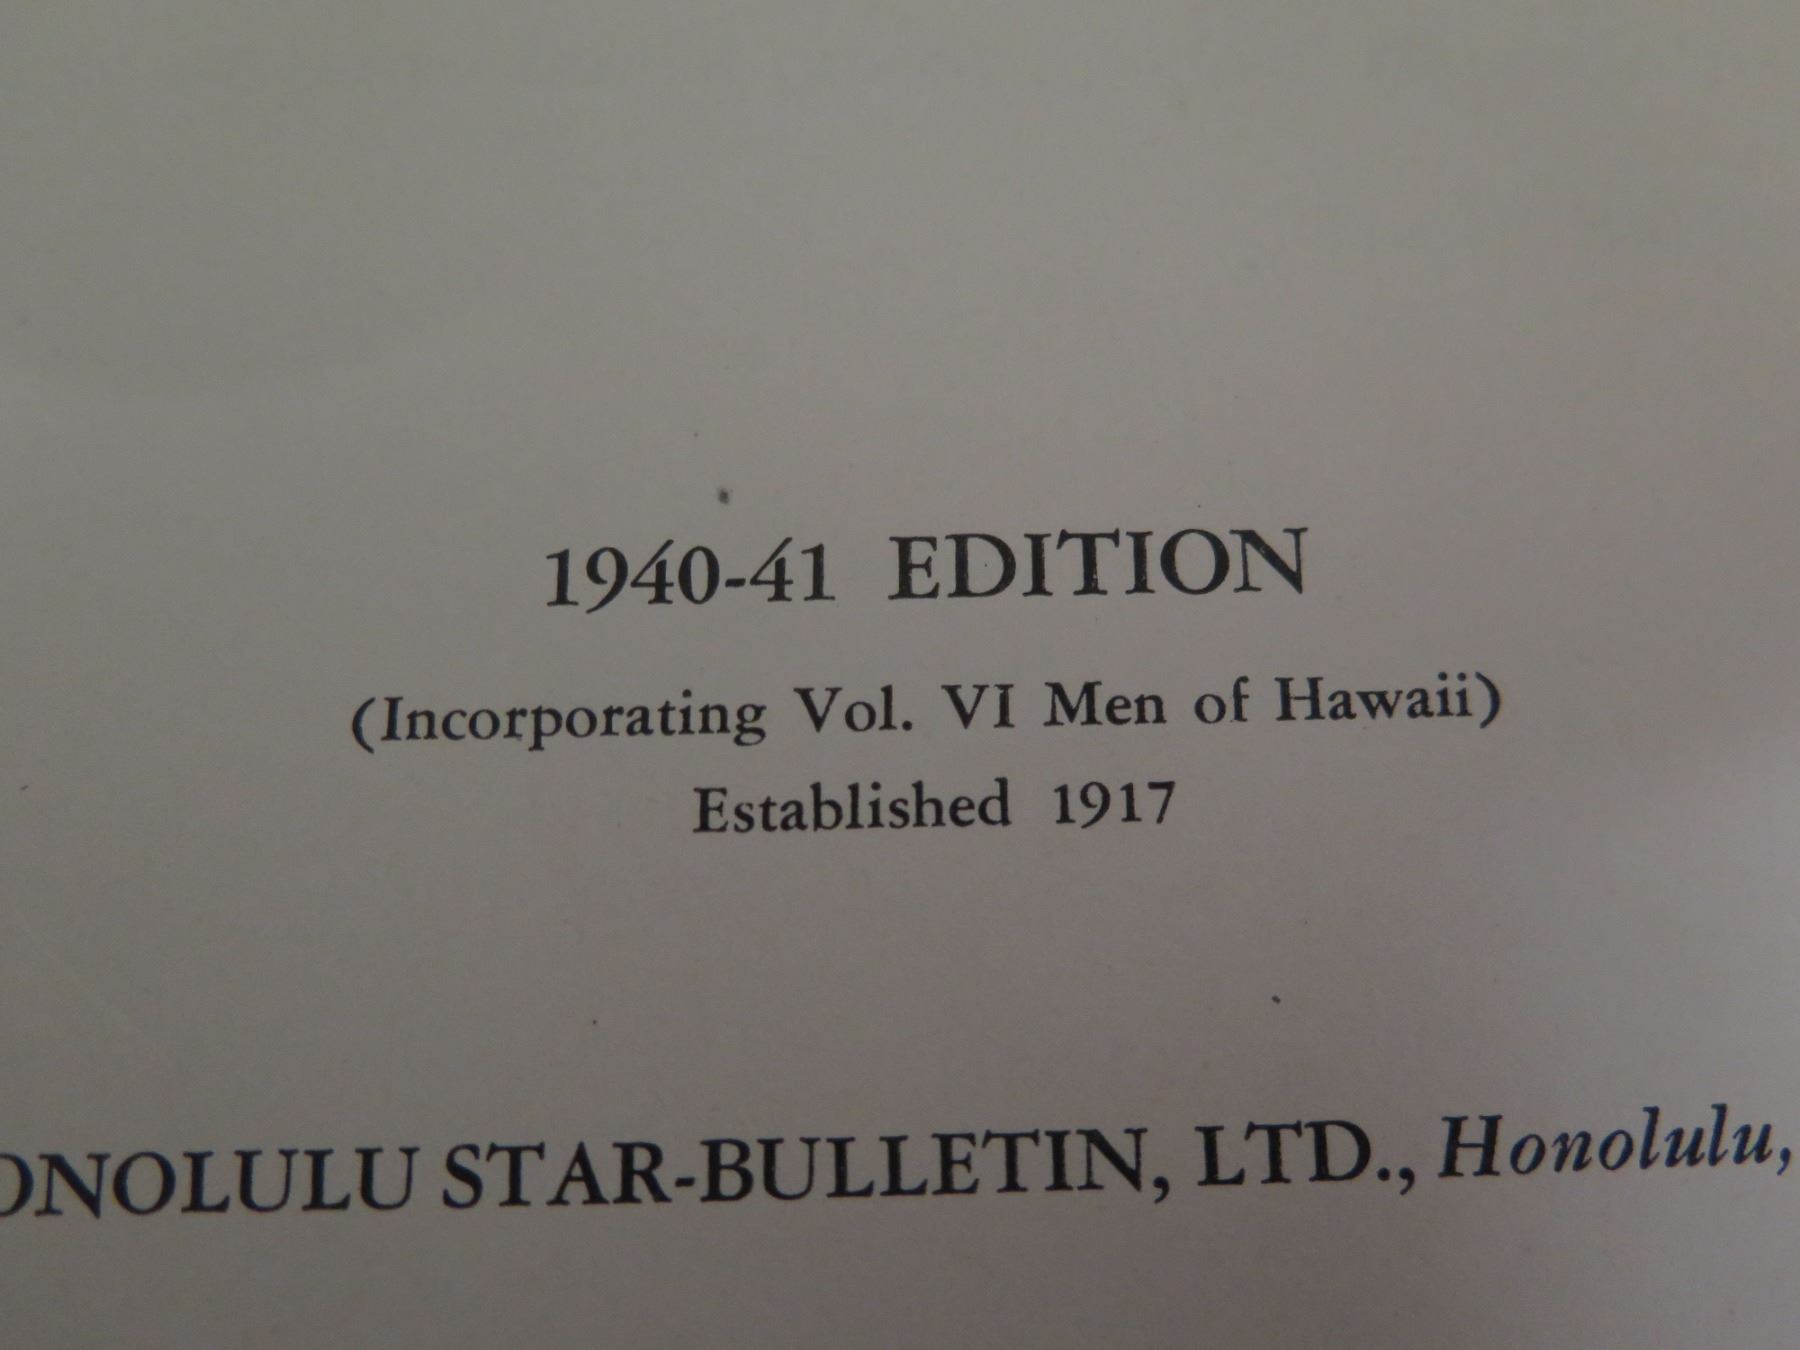 1940-41 EDITION
(Incorporating Vol. VI Men of Hawaii)
Established 1917
ONOLULU STAR-BULLETIN, LTD., Honolulu,